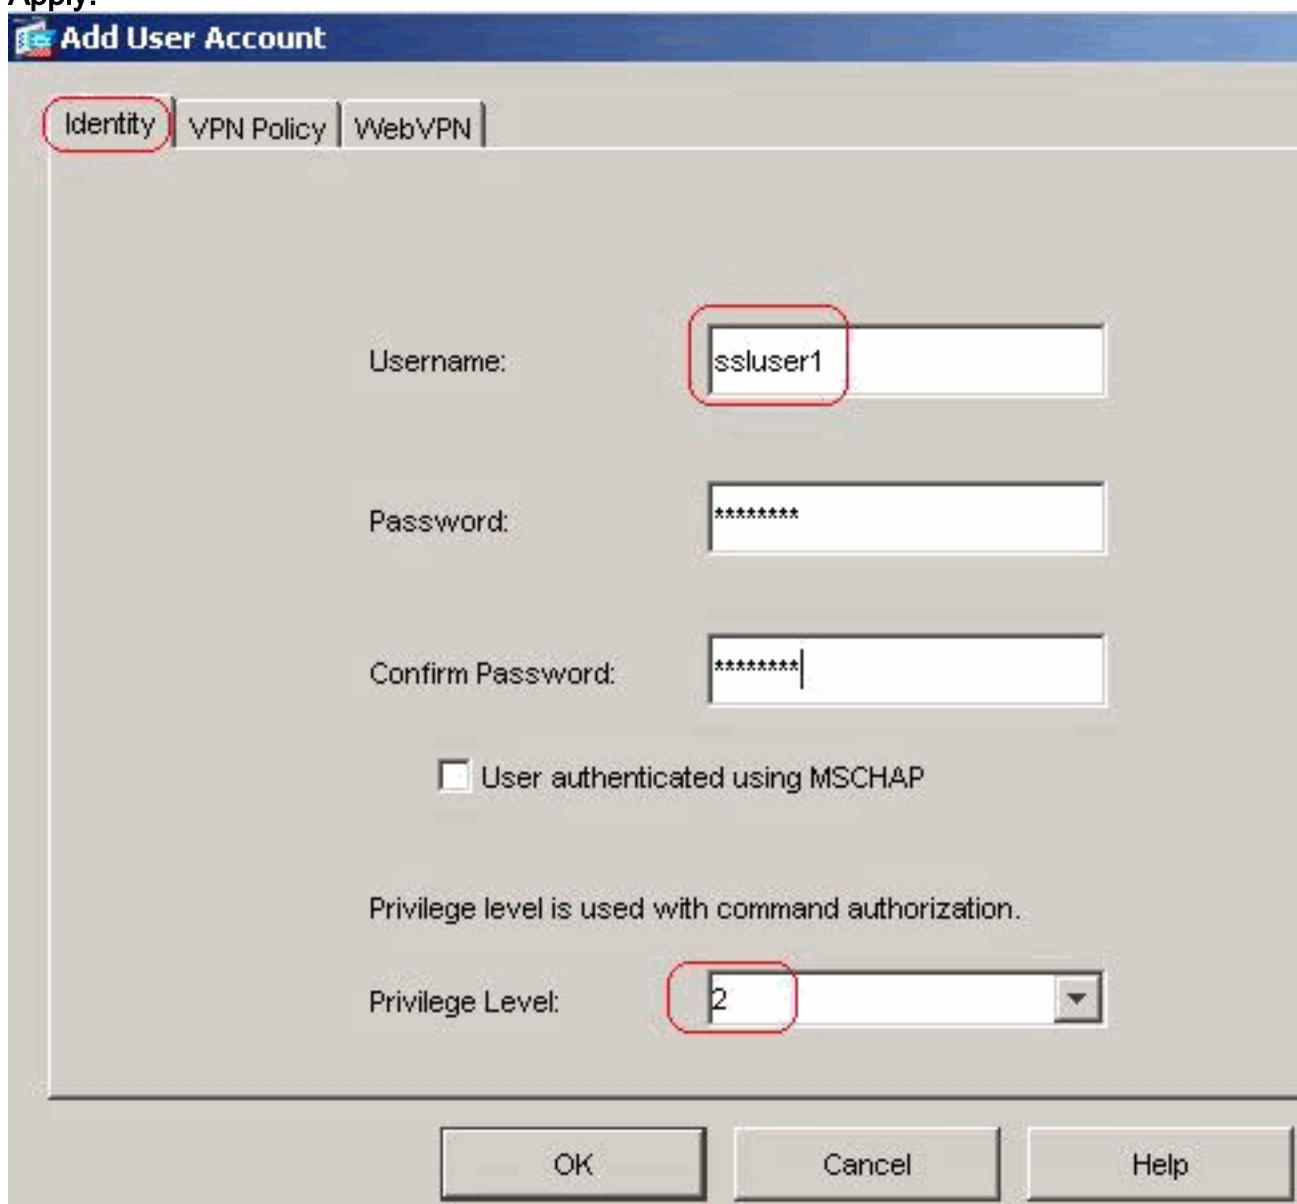 Apply.
Add User Account
Identity VPN Policy WebVPN
Username: ssluser1
Password: ********
Confirm Password: ********
User authenticated using MSCHAP
Privilege level is used with command authorization.
Privilege Level: 2
OK Cancel Help